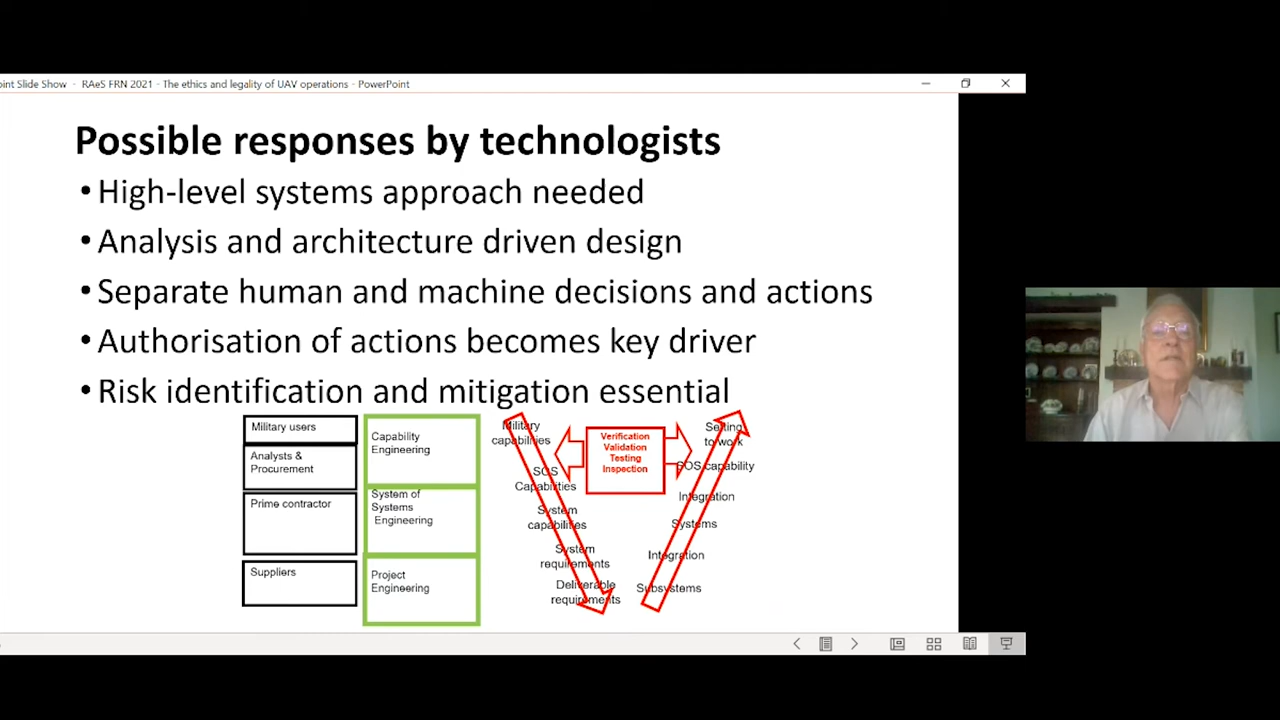 oint Slide Show - RAeS FRN 2021 - The ethics and legality of UAV operations - PowerPoint
Possible responses by technologists
•High-level systems approach needed
•Analysis and architecture driven design
•Separate human and machine decisions and actions
•Authorisation of actions becomes key driver
•Risk identification and mitigation essential
Military users
Analysts &
Procurement
Prime contractor
Suppliers
Capability
Engineering
System of
Systems
Engineering
Project
Engineering
Military
capabilities
SOS
Capabilities
System
capabilities
System
requirements
Deliverable
requirements
Verification
Validation
Testing
Inspection
Setting
to work
SOS capability
Integration
Systems
Integration
Subsystems